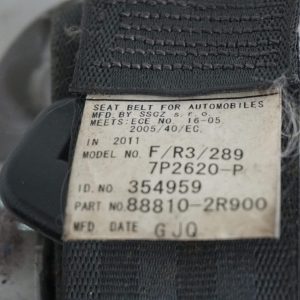 SEAT BELT FOR AUTOMOBILES
MFD.BY SSCZ s.r.o.
MEETS:ECE NO 16-05
2005/40/EC.
IN 2011
MODEL NO. F/R3/289
7P2620-P
ID.NO. 354959
PART NO.88810-2R900
MFD DATE GJQ